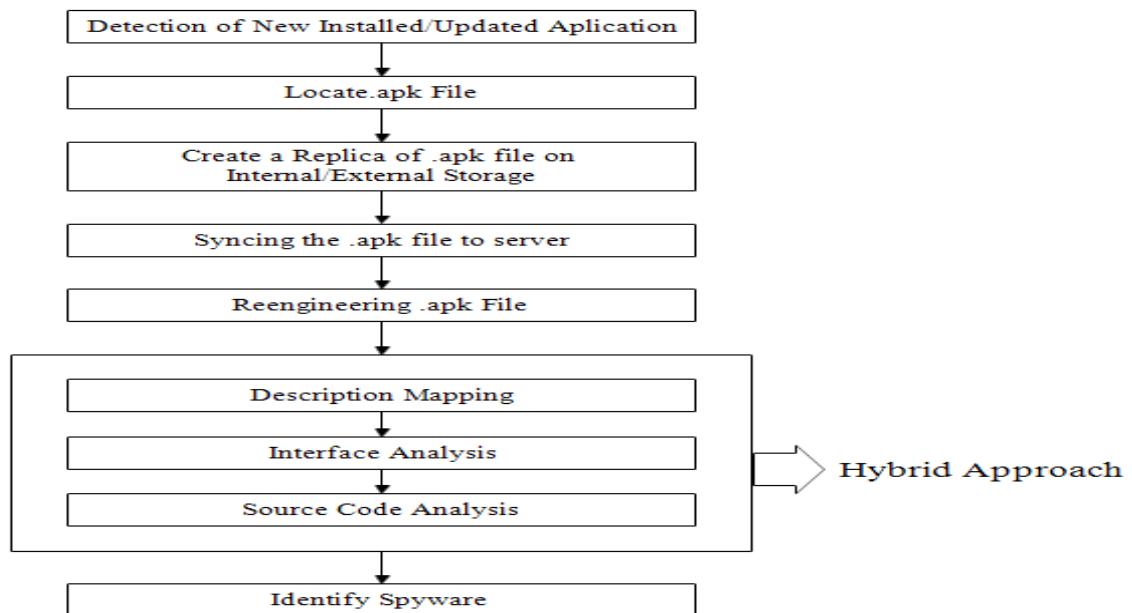 Detection of New Installed/Updated Aplication
Locate.apk File
Create a Replica of .apk file on
Internal/External Storage
Syncing the .apk file to server
Reengineering .apk File
Description Mapping
Interface Analysis
Source Code Analysis
Hybrid Approach
Identify Spyware